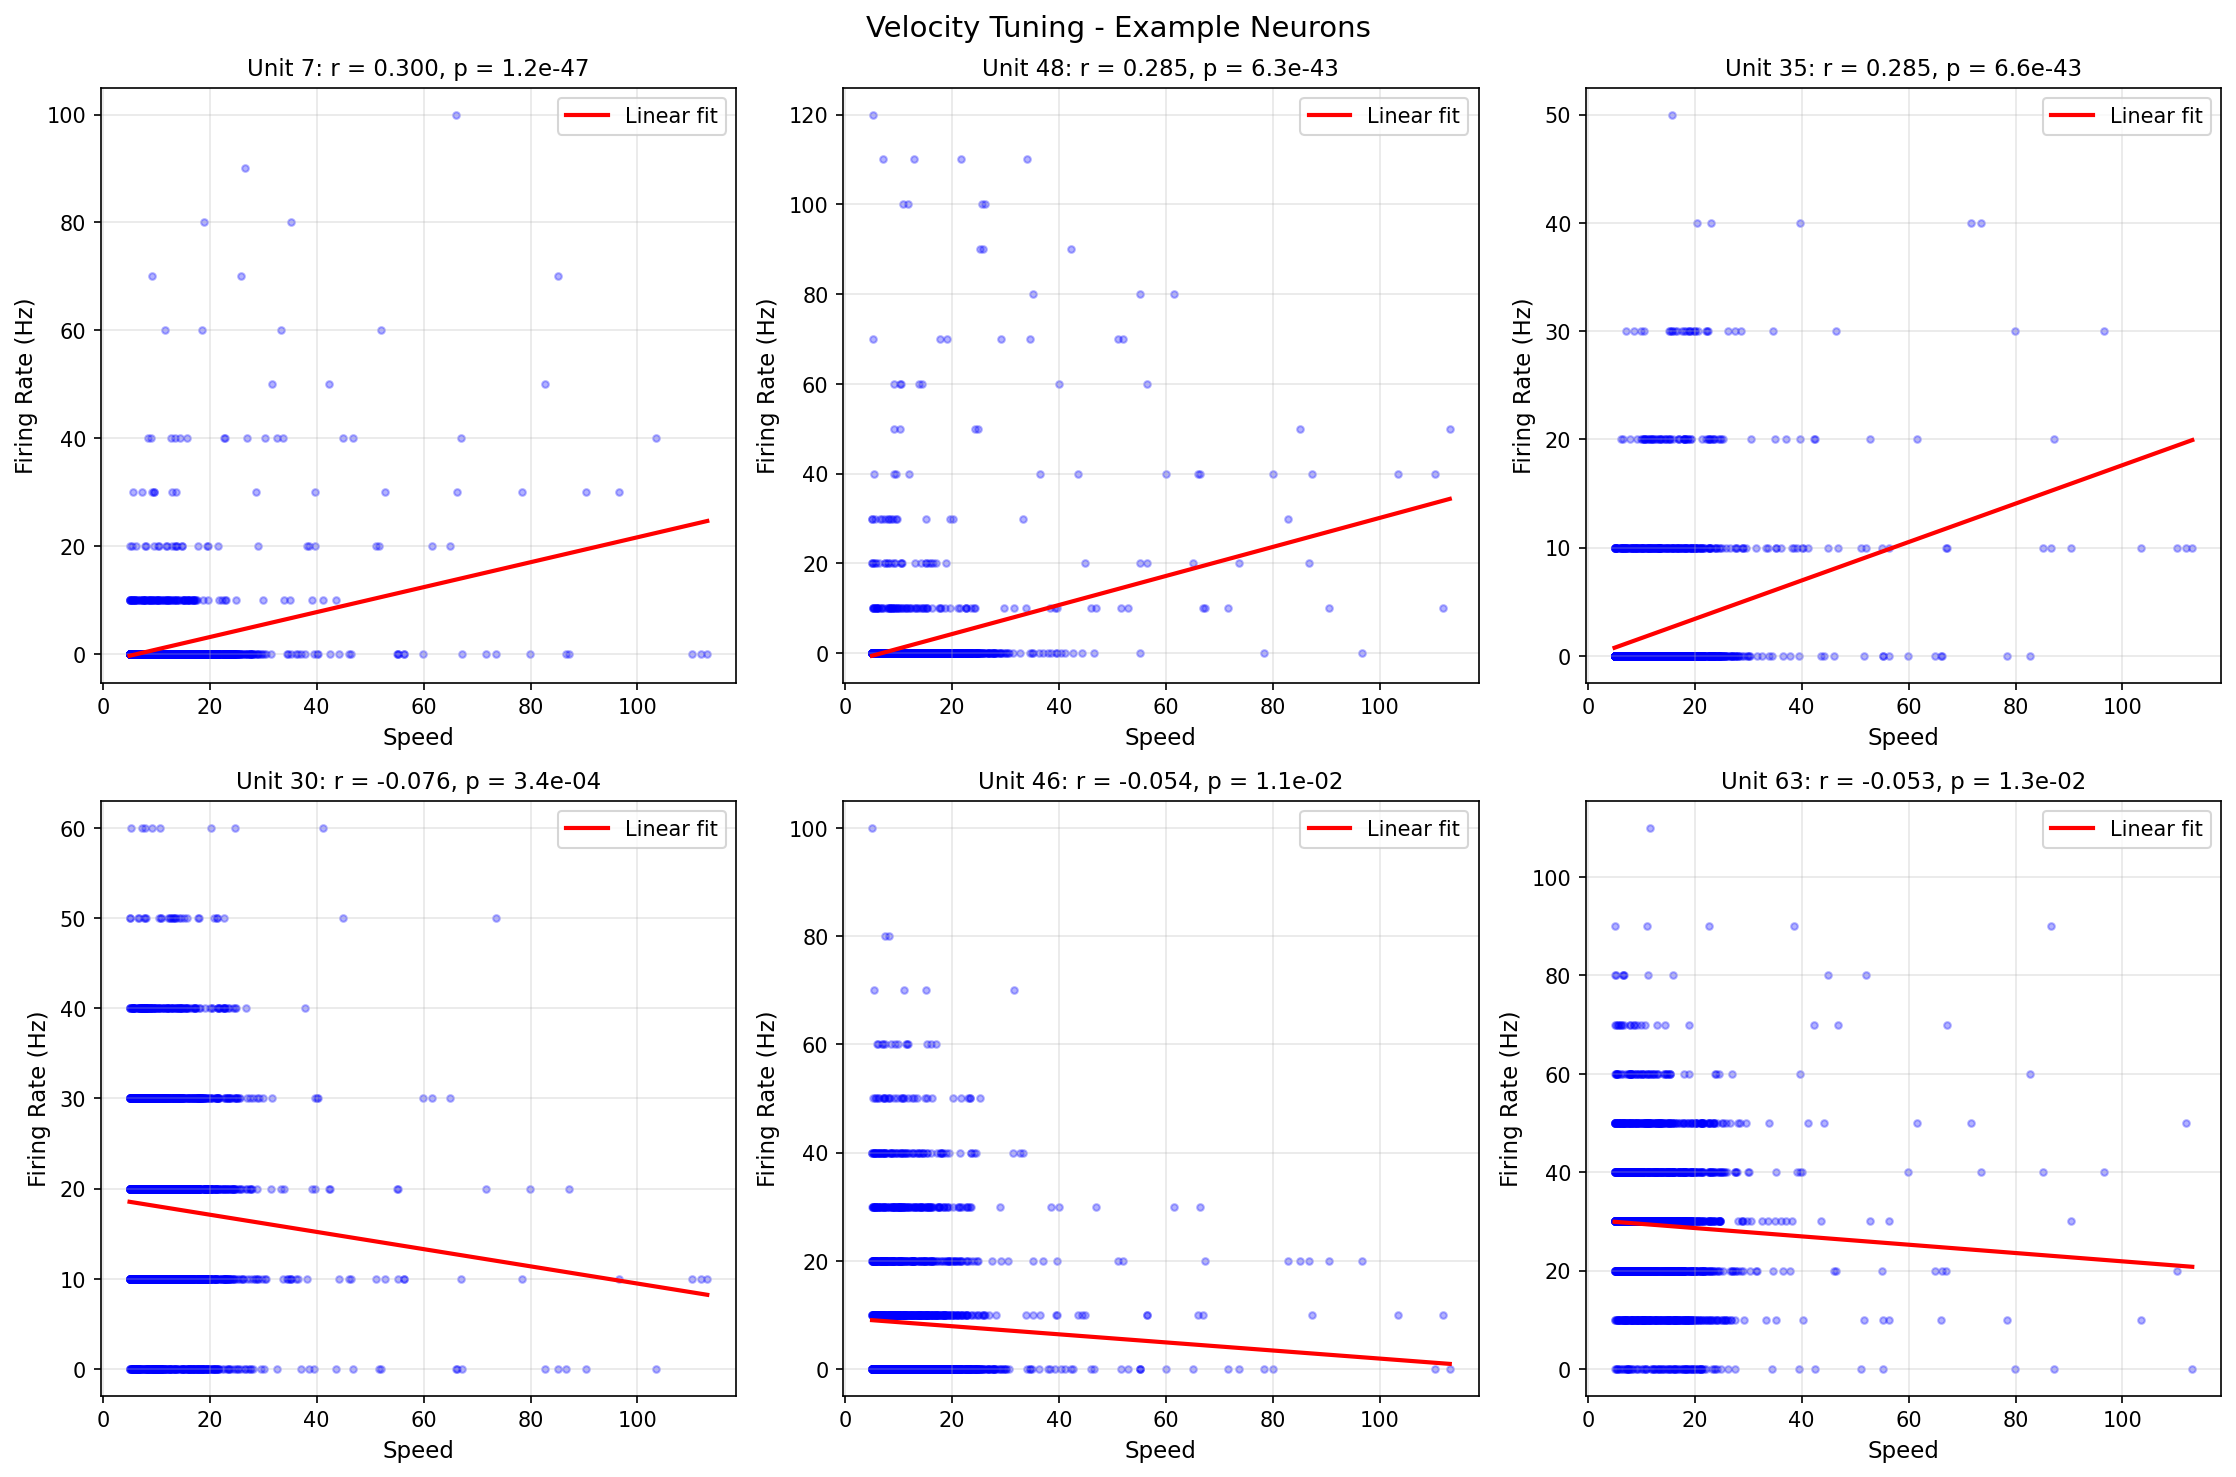 Velocity Tuning - Example Neurons
Unit 7: r = 0.300, p = 1.2e-47
Linear fit
100
80
60
40
20
0
Firing Rate (Hz)
0 20 40 60 80 100
Speed
Unit 48: r = 0.285, p = 6.3e-43
Linear fit
120
100
80
60
40
20
0
Firing Rate (Hz)
0 20 40 60 80 100
Speed
Unit 35: r = 0.285, p = 6.6e-43
Linear fit
50
40
30
20
10
0
Firing Rate (Hz)
0 20 40 60 80 100
Speed
Unit 30: r = -0.076, p = 3.4e-04
Linear fit
60
50
40
30
20
10
0
Firing Rate (Hz)
0 20 40 60 80 100
Speed
Unit 46: r = -0.054, p = 1.1e-02
Linear fit
100
80
60
40
20
0
Firing Rate (Hz)
0 20 40 60 80 100
Speed
Unit 63: r = -0.053, p = 1.3e-02
Linear fit
100
80
60
40
20
0
Firing Rate (Hz)
0 20 40 60 80 100
Speed